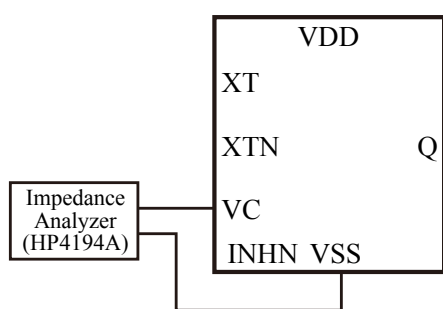 VDD
XT
XTN Q
Impedance
Analyzer
(HP4194A)
VC
INHN VSS